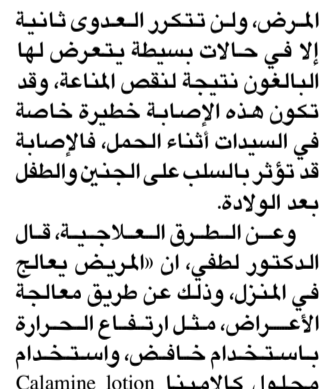 المرض، ولن تتكرر العدوى ثانية
إلا في حالات بسيطة يتعرض لها
البالغون نتيجة لنقص المناعة، وقد
تكون هذه الإصابة خطيرة خاصة
في السيدات أثناء الحمل، فالإصابة
قد تؤثر بالسلب على الجنين والطفل
بعد الولادة.
وعن الطرق العلاجية، قال
الدكتور لطفي، ان «المريض يعالج
في المنزل، وذلك عن طريق معالجة
الأعراض، مثل ارتفاع الحرارة
باستخدام خافض، واستخدام
محلول كالامينا Calamine lotion